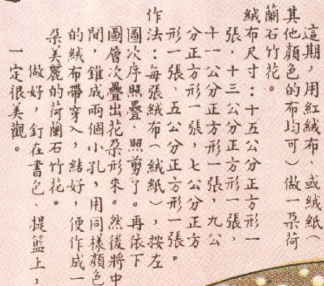 這期，用紅絨布，或絨紙（
其他顏色的布均可）做一朵荷
蘭石竹花。
絨布尺寸：十五公分正方形一
張，十三公分正方形一張，
十一公分正方形一張，九公
分正方形一張，七公分正方
形一張，五公分正方形一張。
作法：每張絨布（絨紙），按左
圖次序照疊，照剪了。再依下
圖層次疊出花朵形來。然後將中
間，錐成兩個小孔，用同樣顏色
的絨布帶穿入，結好，便作成一
朵美麗的荷蘭石竹花。
做好，釘在書包　提籃上，
一定很美觀。